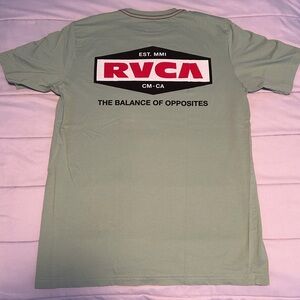 EST. MMI
RVCA
CM - CA
THE BALANCE OF OPPOSITES